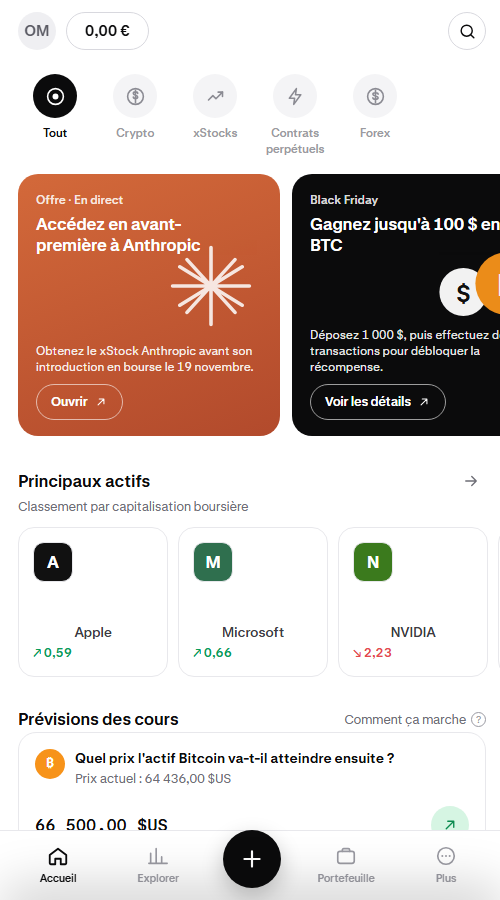 OM
0,00 €
Tout
Crypto
xStocks
Contrats
perpétuels
Forex
Offre · En direct
Accédez en avant-
première à Anthropic
Obtenez le xStock Anthropic avant son
introduction en bourse le 19 novembre.
Ouvrir
Black Friday
Gagnez jusqu'à 100 $ en
BTC
$
Déposez 1 000 $, puis effectuez
transactions pour débloquer la
récompense.
Voir les détails
Principaux actifs
Classement par capitalisation boursière
A
Apple
0,59
M
Microsoft
0,66
N
NVIDIA
2,23
Prévisions des cours
Comment ça marche ?
Quel prix l'actif Bitcoin va-t-il atteindre ensuite ?
Prix actuel : 64 436,00 $US
66 500,00 $US
Accueil
Explorer
Portefeuille
Plus